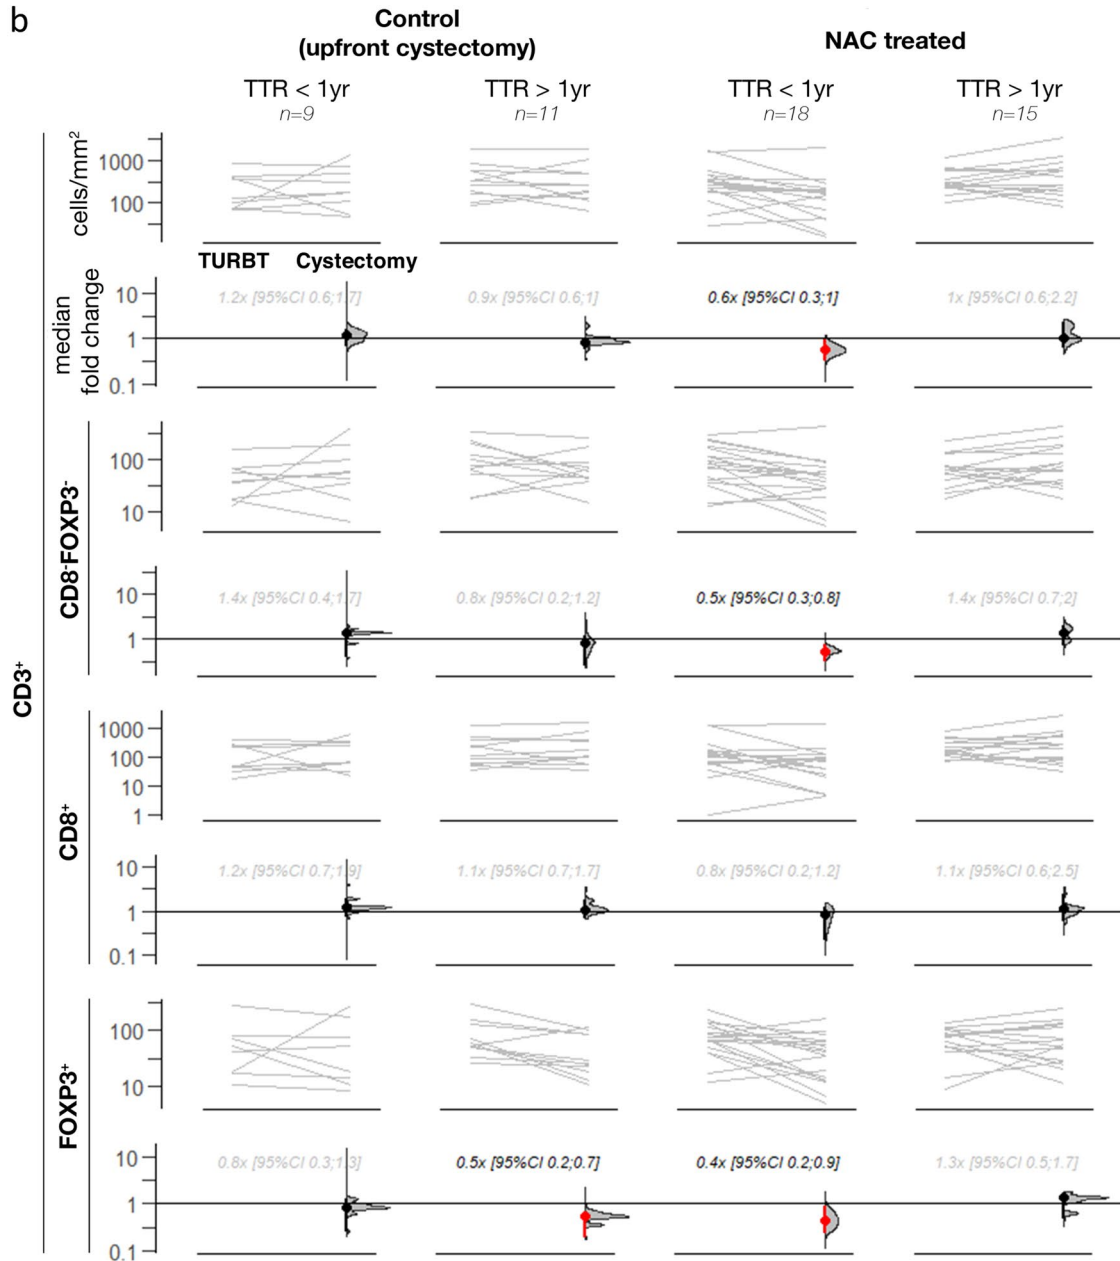 b
Control
(upfront cystectomy)
NAC treated
TTR < 1yr
n=9
TTR > 1yr
n=11
TTR < 1yr
n=18
TTR > 1yr
n=15
CD3⁺
cells/mm²
1000
100
TURBT Cystectomy
median
fold change
10
1
0.1
1.2x [95%CI 0.6;1.7]
0.9x [95%CI 0.6;1]
0.6x [95%CI 0.3;1]
1x [95%CI 0.6;2.2]
CD8⁻FOXP3⁻
100
10
10
1
1.4x [95%CI 0.4;1.7]
0.8x [95%CI 0.2;1.2]
0.5x [95%CI 0.3;0.8]
1.4x [95%CI 0.7;2]
CD8⁺
1000
100
10
1
10
1
0.1
1.2x [95%CI 0.7;1.9]
1.1x [95%CI 0.7;1.7]
0.8x [95%CI 0.2;1.2]
1.1x [95%CI 0.6;2.5]
FOXP3⁺
100
10
10
1
0.1
0.8x [95%CI 0.3;1.3]
0.5x [95%CI 0.2;0.7]
0.4x [95%CI 0.2;0.9]
1.3x [95%CI 0.5;1.7]